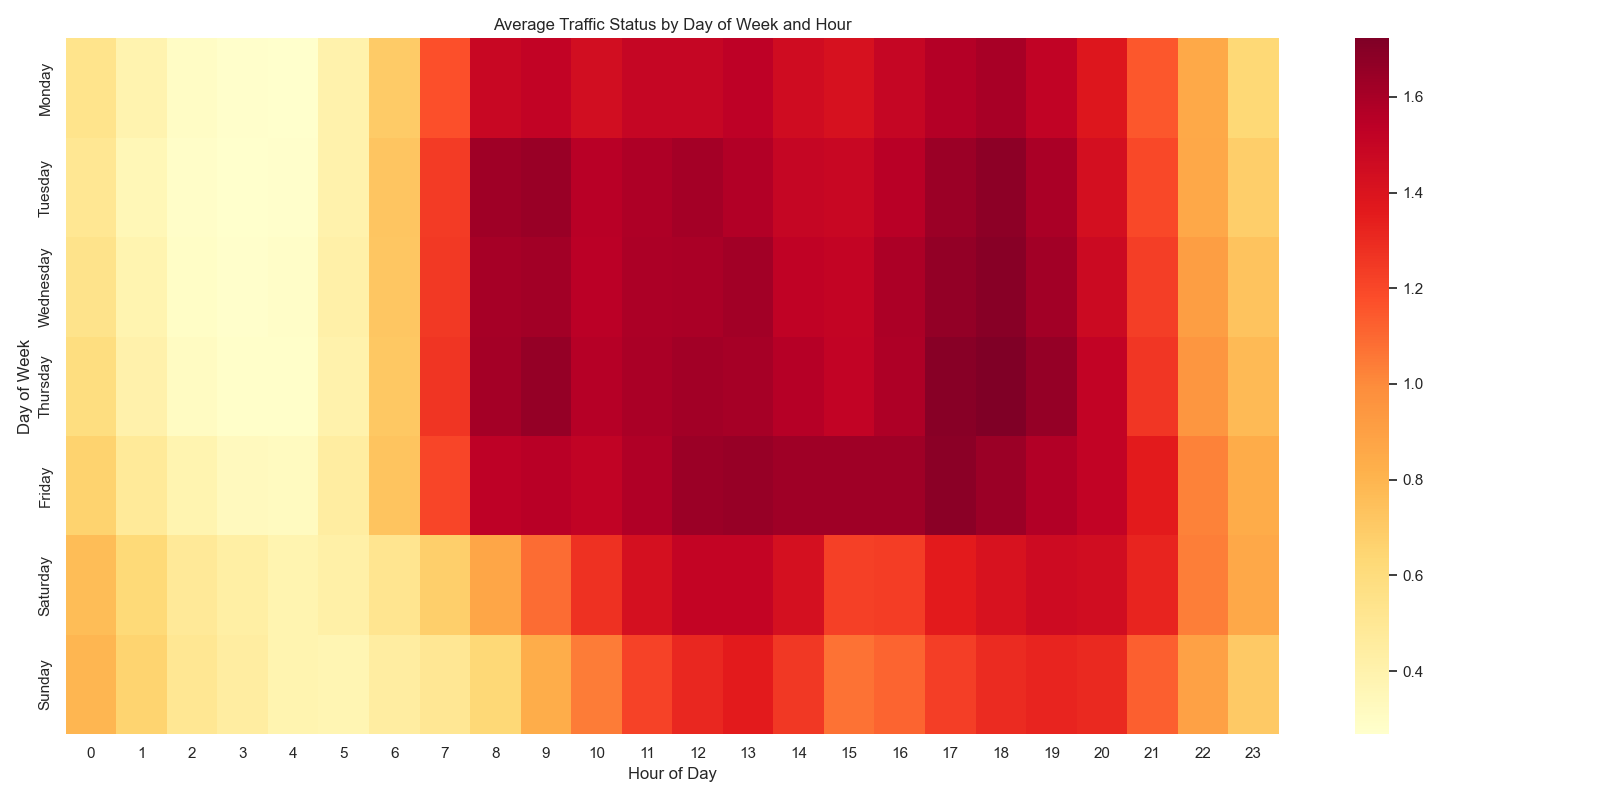 Average Traffic Status by Day of Week and Hour
Day of Week
Monday
Tuesday
Wednesday
Thursday
Friday
Saturday
Sunday
0 1 2 3 4 5 6 7 8 9 10 11 12 13 14 15 16 17 18 19 20 21 22 23
Hour of Day
1.6
1.4
1.2
1.0
0.8
0.6
0.4